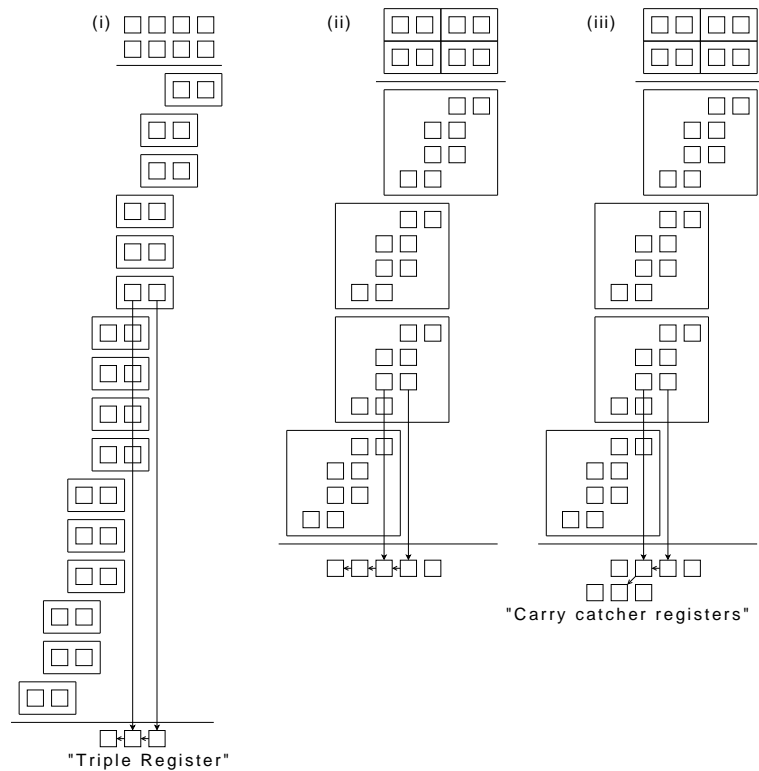 (i)
(ii)
(iii)
"Carry catcher registers"
"Triple Register"